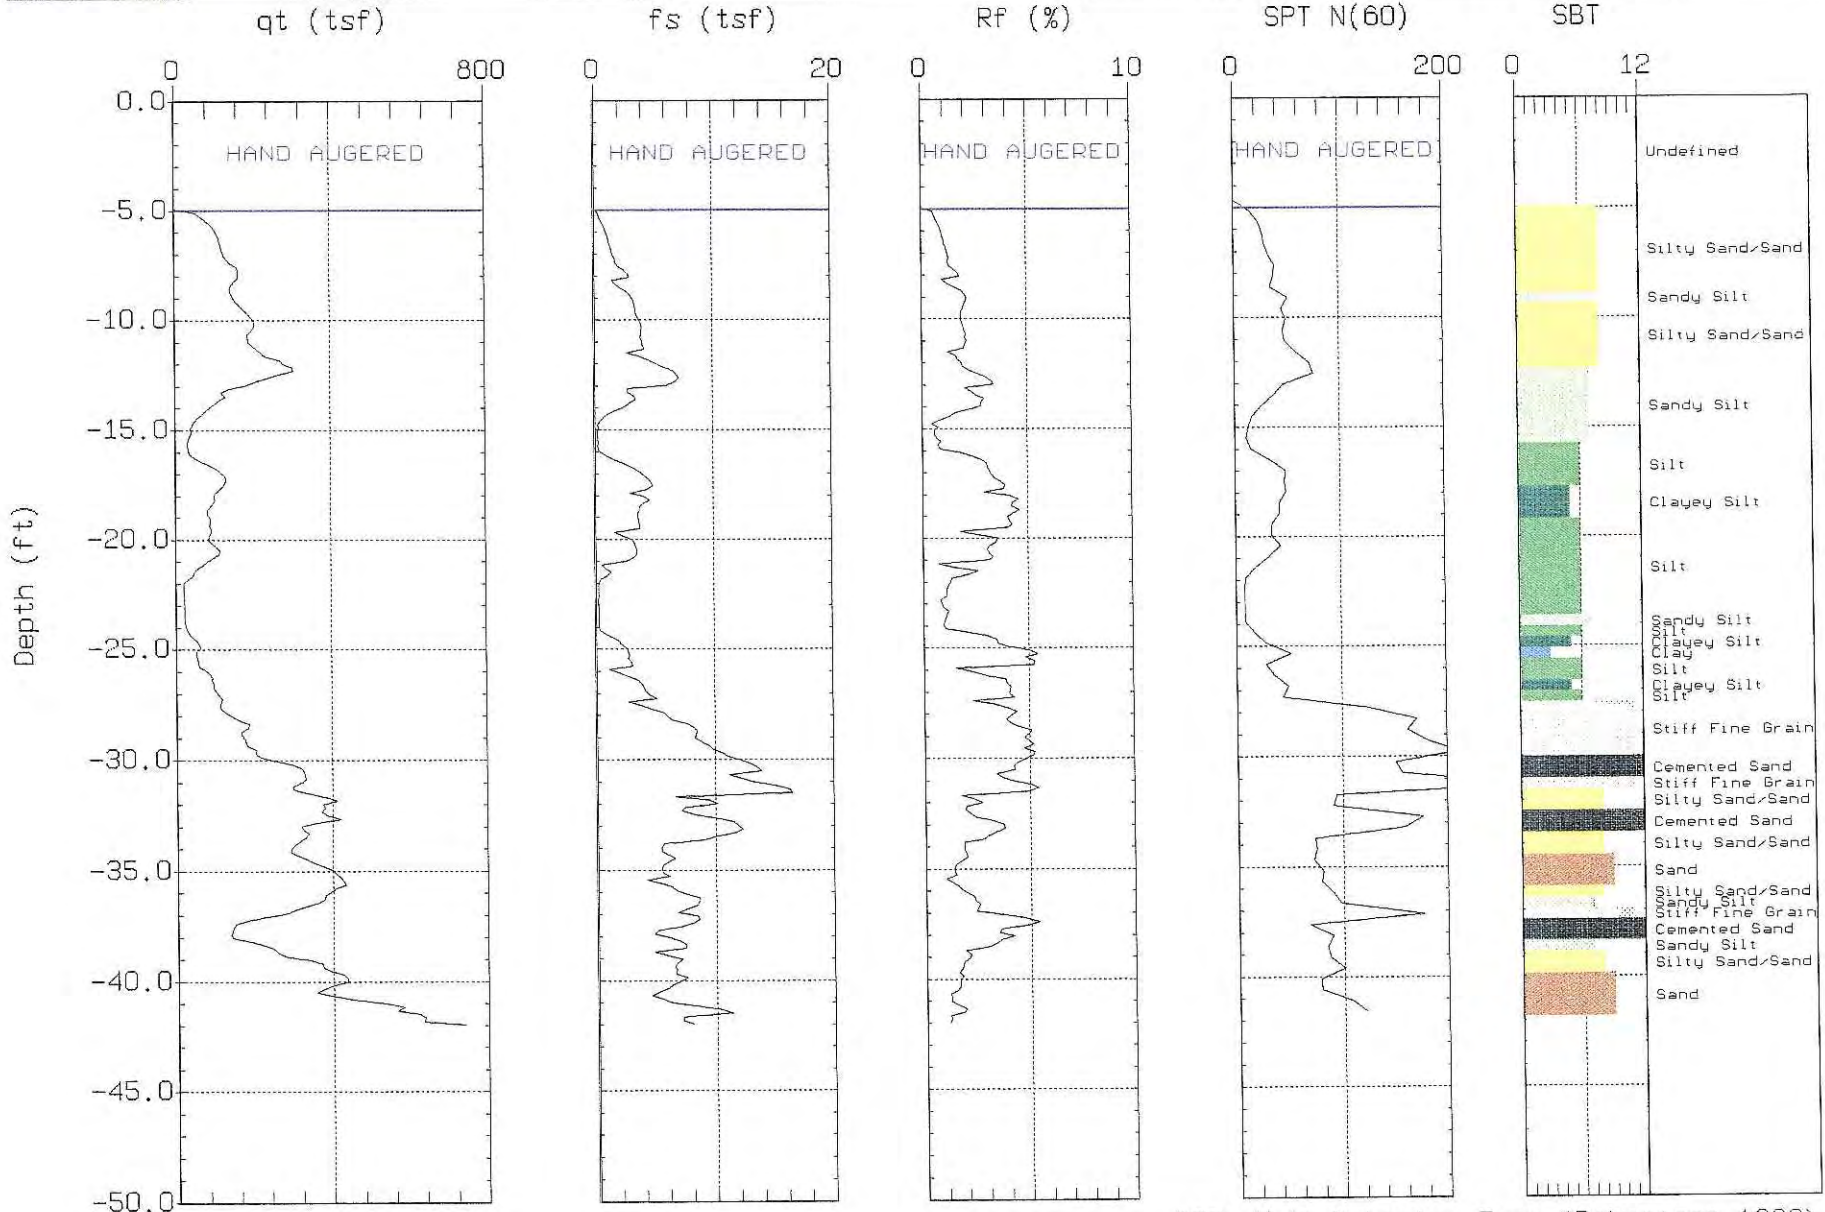 qt (tsf)
fs (tsf)
Rf (%)
SPT N(60)
SBT
0 800
0 20
0 10
0 200
0 12
0.0
HAND AUGERED
HAND AUGERED
HAND AUGERED
HAND AUGERED
Undefined
-5.0
Silty Sand/Sand
Sandy Silt
-10.0
Silty Sand/Sand
Sandy Silt
-15.0
Silt
Clayey Silt
-20.0
Depth (ft)
Silt
Sandy Silt
Silt
Clayey Silt
-25.0
Clay
Silt
Clayey Silt
Silt
Stiff Fine Grain
-30.0
Cemented Sand
Stiff Fine Grain
Silty Sand/Sand
Cemented Sand
Silty Sand/Sand
-35.0
Sand
Silty Sand/Sand
Sandy Silt
Stiff Fine Grain
Cemented Sand
Sandy Silt
Silty Sand/Sand
-40.0
Sand
-45.0
-50.0